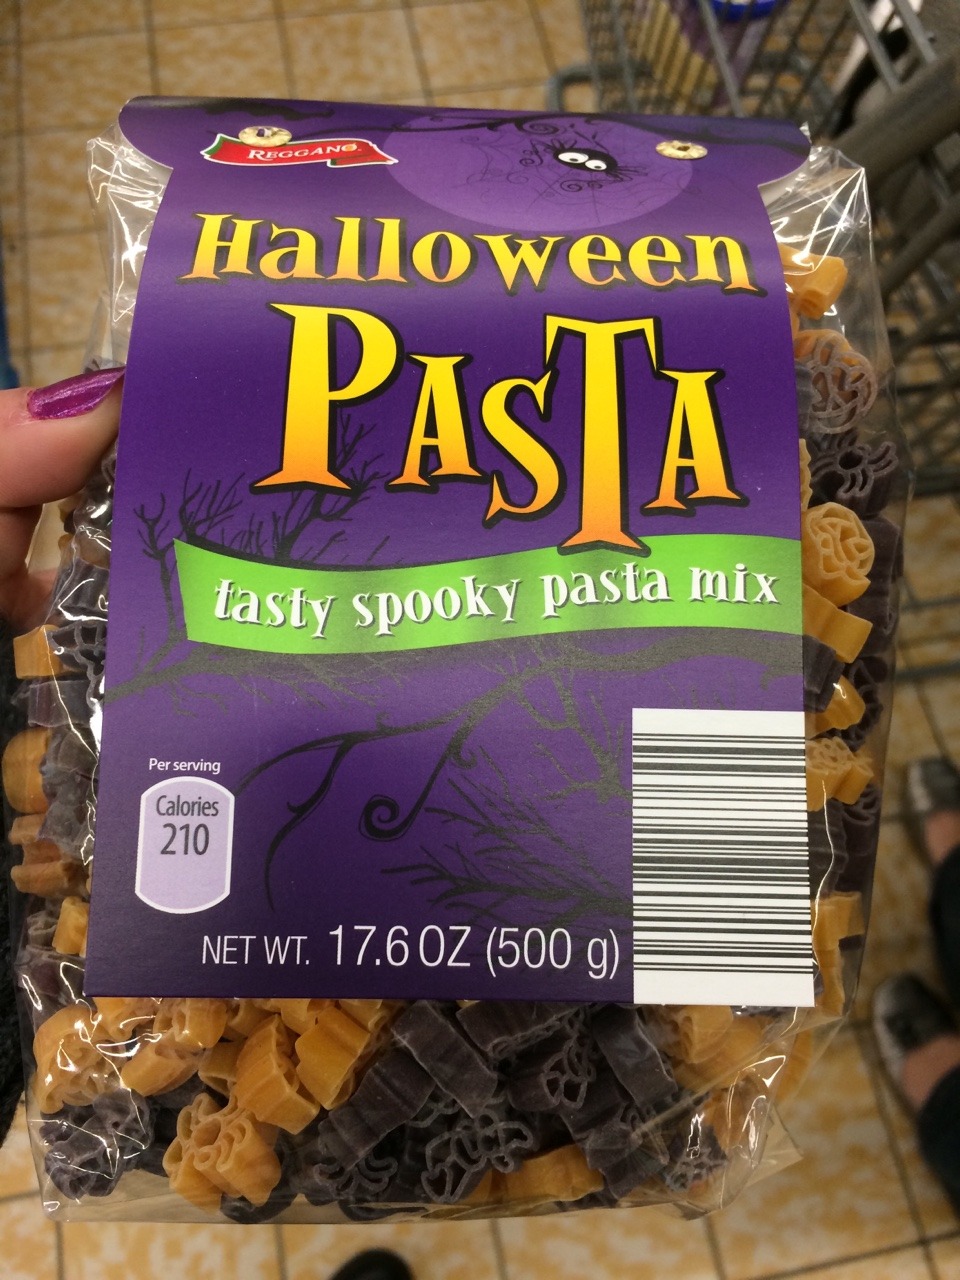 REGGANO.
Halloween
PASTA
tasty spooky pasta mix
Per serving
Calories
210
NET WT. 17.6 OZ (500 g)